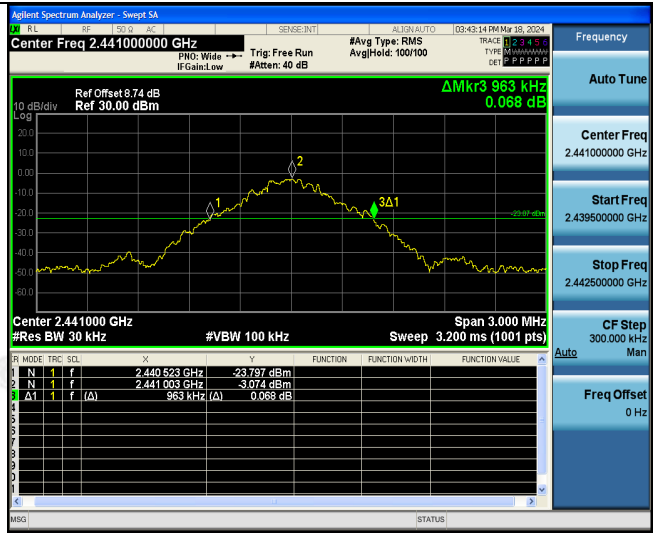 Agilent Spectrum Analyzer - Swept SA
LXI RL RF 50 Ω AC SENSE:INT ALIGN AUTO 03:43:14 PM Mar 18, 2024
Center Freq 2.441000000 GHz #Avg Type: RMS TRACE 1 2 3 4 5 6
PNO: Wide Trig: Free Run Avg|Hold: 100/100 TYPE M
IFGain:Low #Atten: 40 dB DET P P P P P P
Ref Offset 8.74 dB ΔMkr3 963 kHz
10 dB/div Ref 30.00 dBm 0.068 dB
Log
20.0
10.0
0.00
-10.0
-20.0
-30.0
-40.0
-50.0
-60.0
1
2
3Δ1
-23.07 dBm
Center 2.441000 GHz Span 3.000 MHz
#Res BW 30 kHz #VBW 100 kHz Sweep 3.200 ms (1001 pts)
MODE TRC SCL X Y FUNCTION FUNCTION WIDTH FUNCTION VALUE
1 N 1 f 2.440 523 GHz -23.797 dBm
2 N 1 f 2.441 003 GHz -3.074 dBm
3 Δ1 1 f (Δ) 963 kHz (Δ) 0.068 dB
4
5
6
7
8
9
MSG STATUS
Frequency
Auto Tune
Center Freq
2.441000000 GHz
Start Freq
2.439500000 GHz
Stop Freq
2.442500000 GHz
CF Step
300.000 kHz
Auto Man
Freq Offset
0 Hz